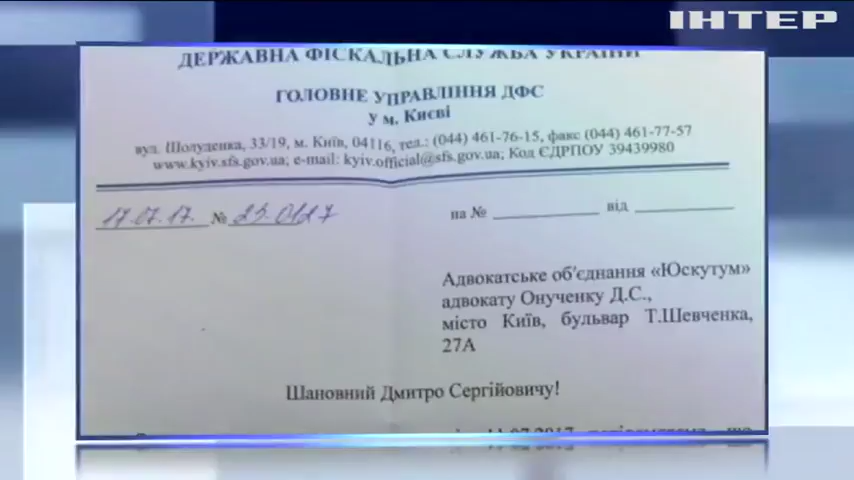 ІНТЕР
ДЕРЖАВНА ФІСКАЛЬНА СЛУЖБА УКРАЇНИ
ГОЛОВНЕ УПРАВЛІННЯ ДФС
У м. Києві
вул. Шолуденка, 33/19, м. Київ, 04116, тел.: (044) 461-76-15, факс (044) 461-77-57
www.kyiv.sfs.gov.ua; e-mail: kyiv.official@sfs.gov.ua; Код ЄДРПОУ 39439980
17.07.17. № на № від
Адвокатське об'єднання «Юскутум»
адвокату Онученку Д.С.,
місто Київ, бульвар Т.Шевченка,
27А
Шановний Дмитро Сергійовичу!
11.07.2017